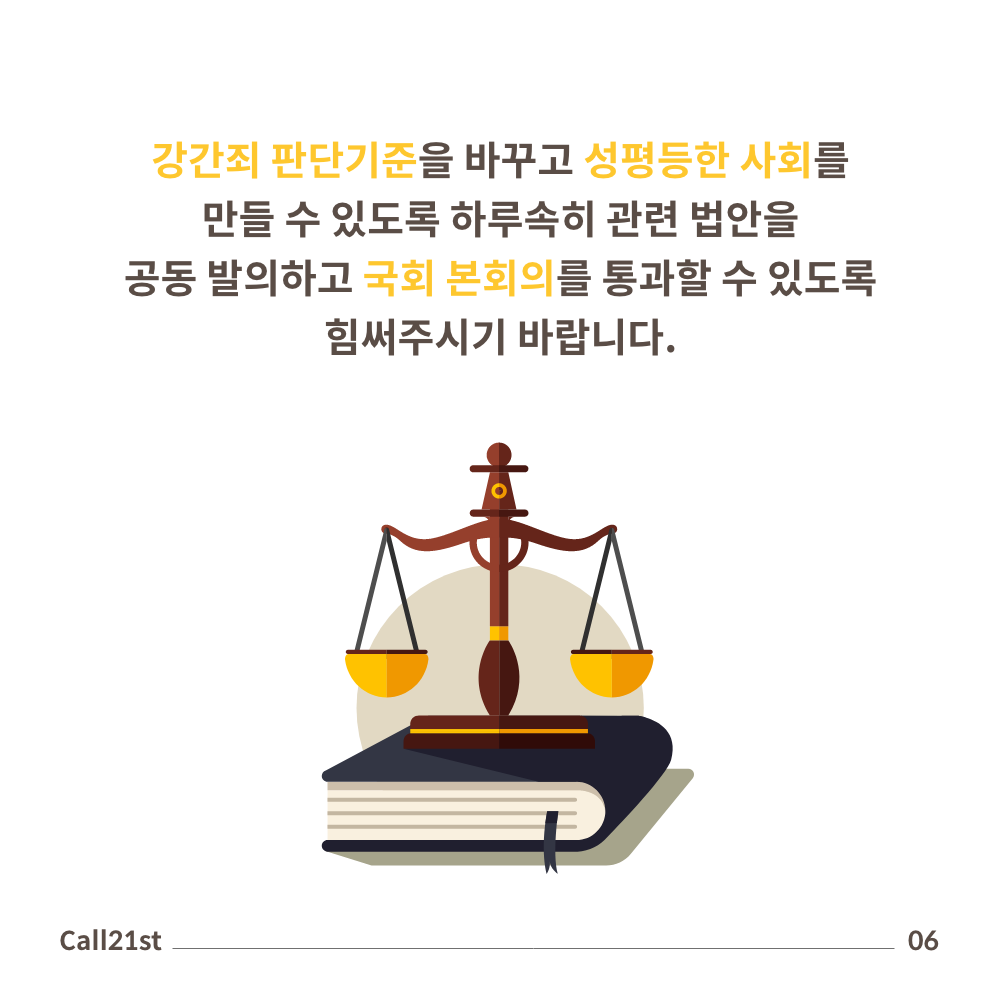 강간죄 판단기준을 바꾸고 성평등한 사회를
만들 수 있도록 하루속히 관련 법안을
공동 발의하고 국회 본회의를 통과할 수 있도록
힘써주시기 바랍니다.
Call21st
06